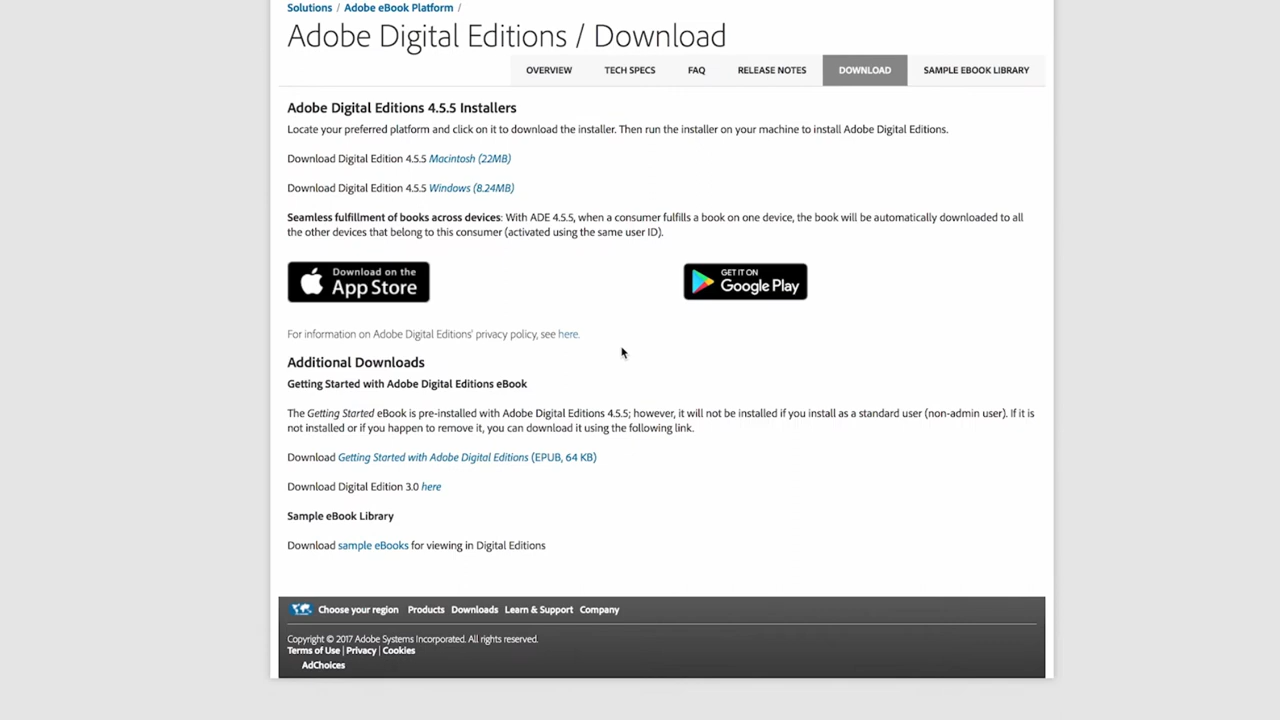 Solutions / Adobe eBook Platform /
Adobe Digital Editions / Download
OVERVIEW TECH SPECS FAQ RELEASE NOTES DOWNLOAD SAMPLE EBOOK LIBRARY
Adobe Digital Editions 4.5.5 Installers
Locate your preferred platform and click on it to download the installer. Then run the installer on your machine to install Adobe Digital Editions.
Download Digital Edition 4.5.5 Macintosh (22MB)
Download Digital Edition 4.5.5 Windows (8.24MB)
Seamless fulfillment of books across devices: With ADE 4.5.5, when a consumer fulfills a book on one device, the book will be automatically downloaded to all
the other devices that belong to this consumer (activated using the same user ID).
Download on the
App Store
GET IT ON
Google Play
For information on Adobe Digital Editions' privacy policy, see here.
Additional Downloads
Getting Started with Adobe Digital Editions eBook
The Getting Started eBook is pre-installed with Adobe Digital Editions 4.5.5; however, it will not be installed if you install as a standard user (non-admin user). If it is
not installed or if you happen to remove it, you can download it using the following link.
Download Getting Started with Adobe Digital Editions (EPUB, 64 KB)
Download Digital Edition 3.0 here
Sample eBook Library
Download sample eBooks for viewing in Digital Editions
Choose your region Products Downloads Learn & Support Company
Copyright © 2017 Adobe Systems Incorporated. All rights reserved.
Terms of Use | Privacy | Cookies
AdChoices